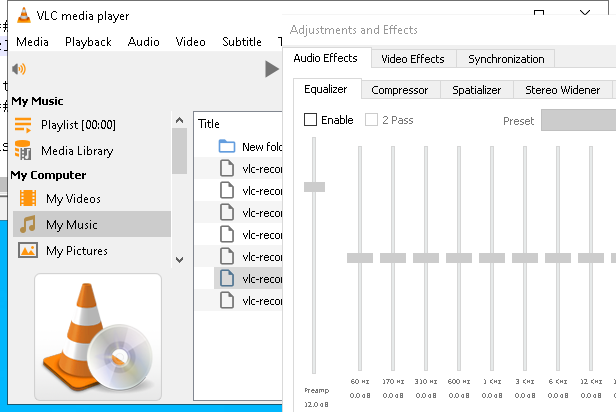 VLC media player
Media Playback Audio Video Subtitle T
My Music
Playlist [00:00]
Media Library
My Computer
My Videos
My Music
My Pictures
Title
New fold
vlc-recor
vlc-recor
vlc-recor
vlc-recor
vlc-recor
vlc-recor
vlc-recor
Adjustments and Effects
Audio Effects Video Effects Synchronization
Equalizer Compressor Spatializer Stereo Widener
Enable 2 Pass Preset
60 Hz 170 Hz 310 Hz 600 Hz 1 KHz 3 KHz 6 KHz 12 KHz
Preamp 0.0 dB 0.0 dB 0.0 dB 0.0 dB 0.0 dB 0.0 dB 0.0 dB 0.0 dB
12.0 dB